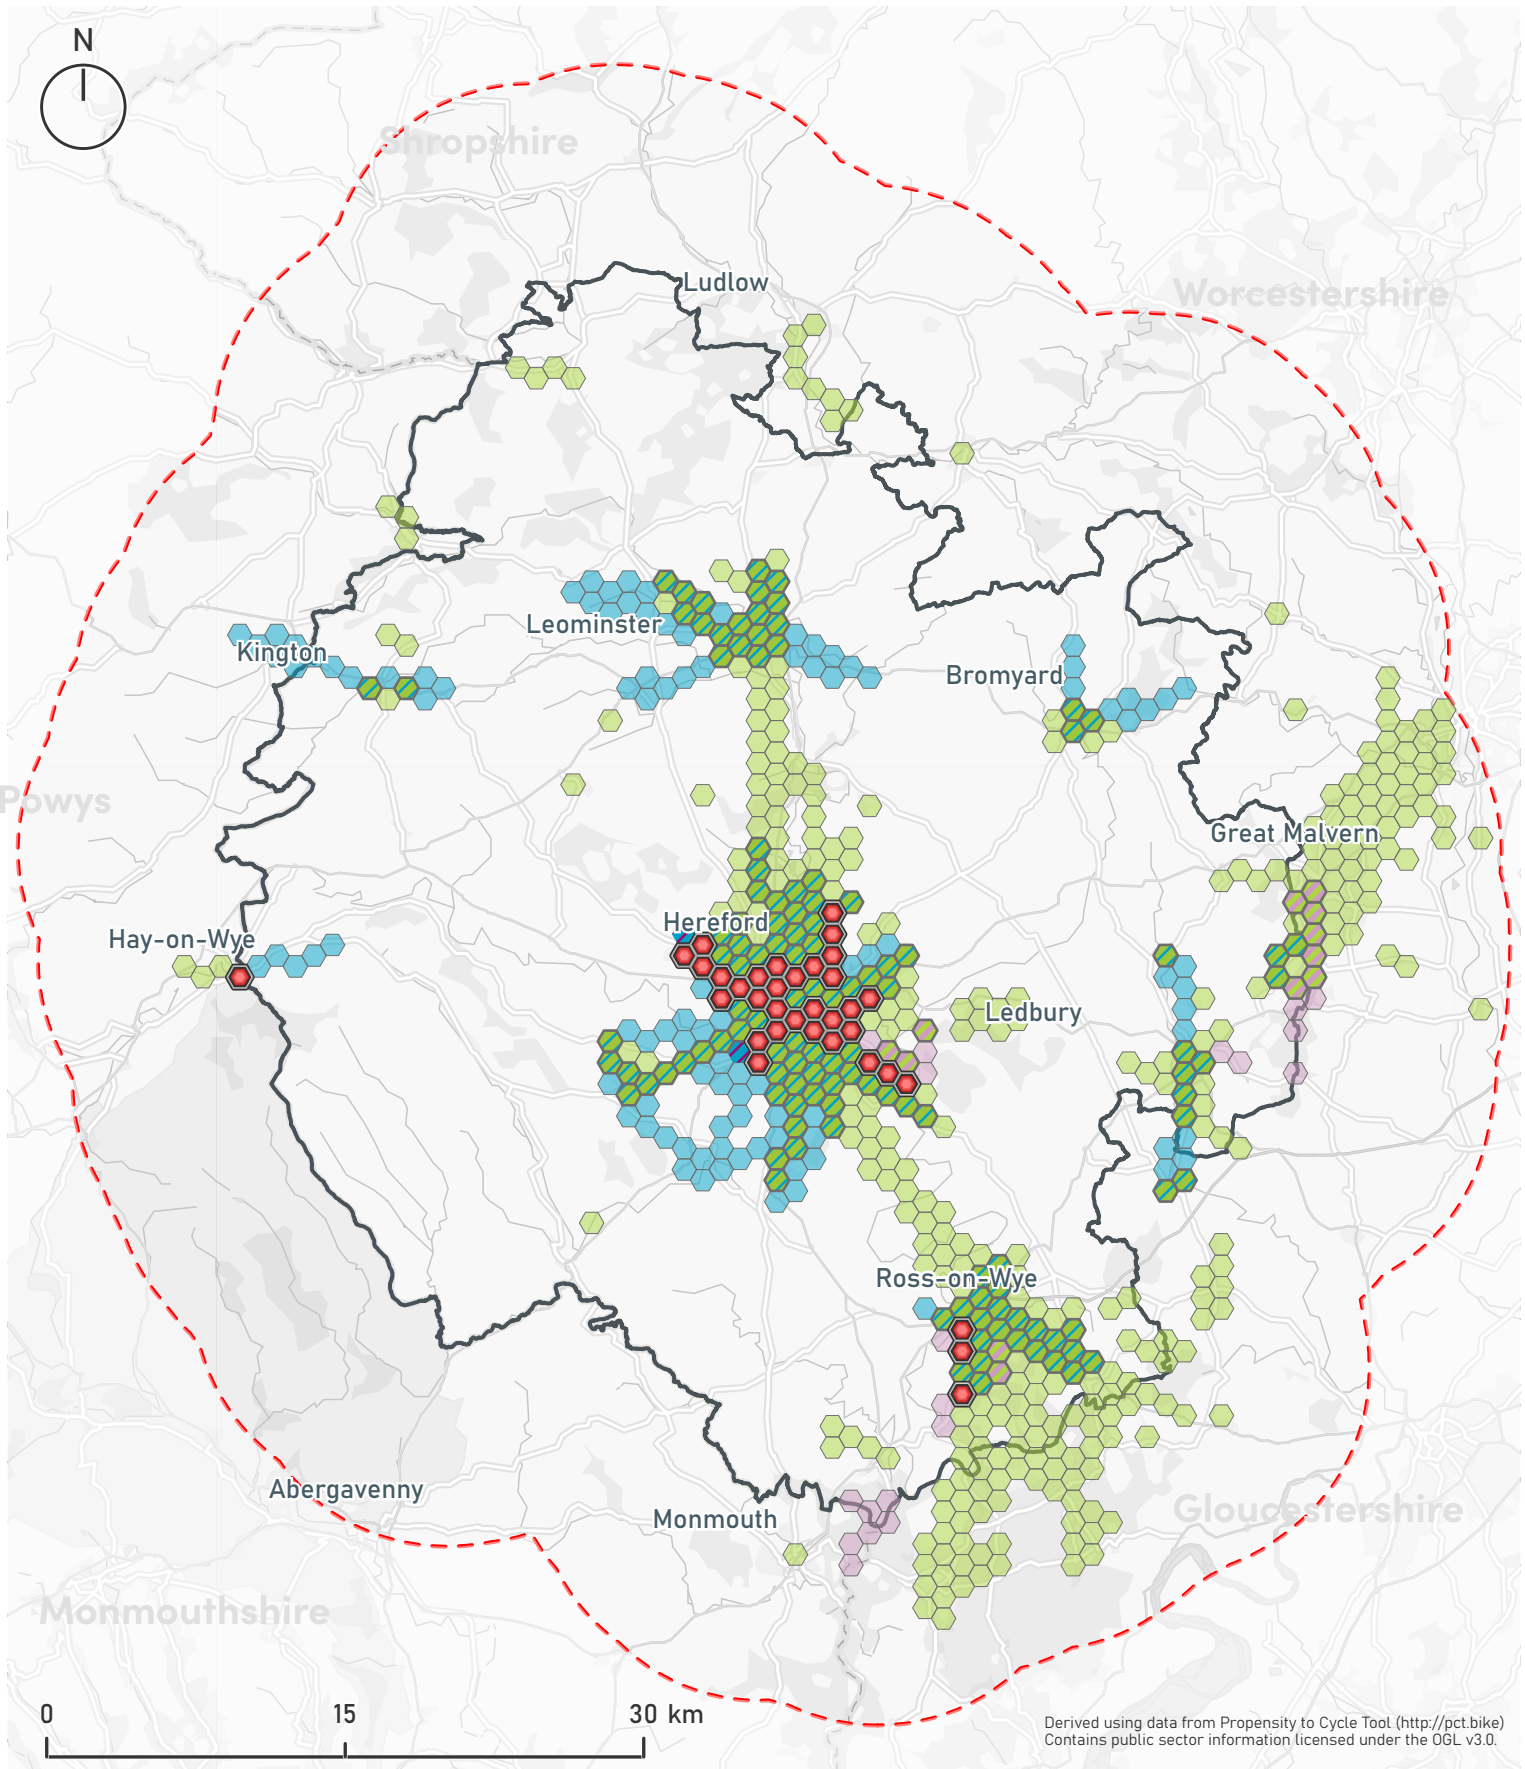 N
Shropshire
Ludlow
Worcestershire
Leominster
Kington
Bromyard
Powys
Great Malvern
Hereford
Hay-on-Wye
Ledbury
Ross-on-Wye
Abergavenny
Monmouth
Gloucestershire
Monmouthshire
0 15 30 km
Derived using data from Propensity to Cycle Tool (http://pct.bike)
Contains public sector information licensed under the OGL v3.0.